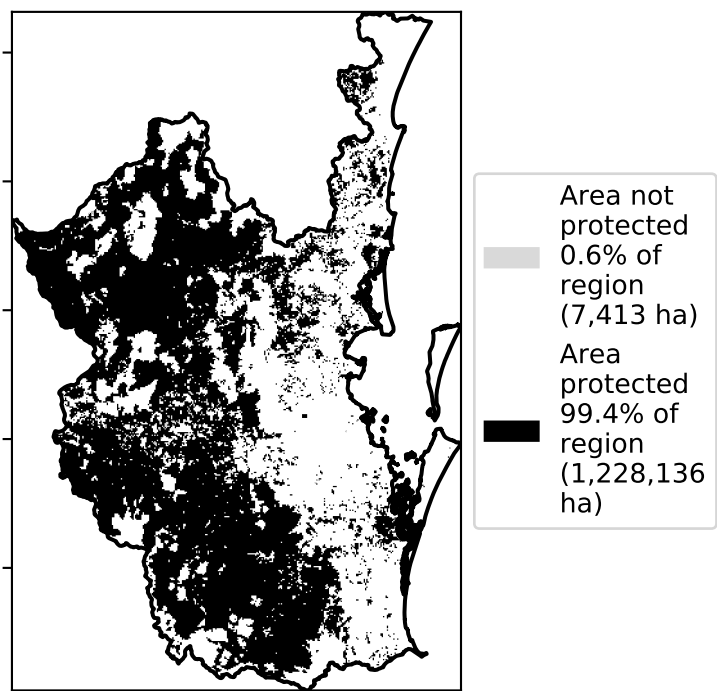 Area not
protected
0.6% of
region
(7,413 ha)
Area
protected
99.4% of
region
(1,228,136
ha)